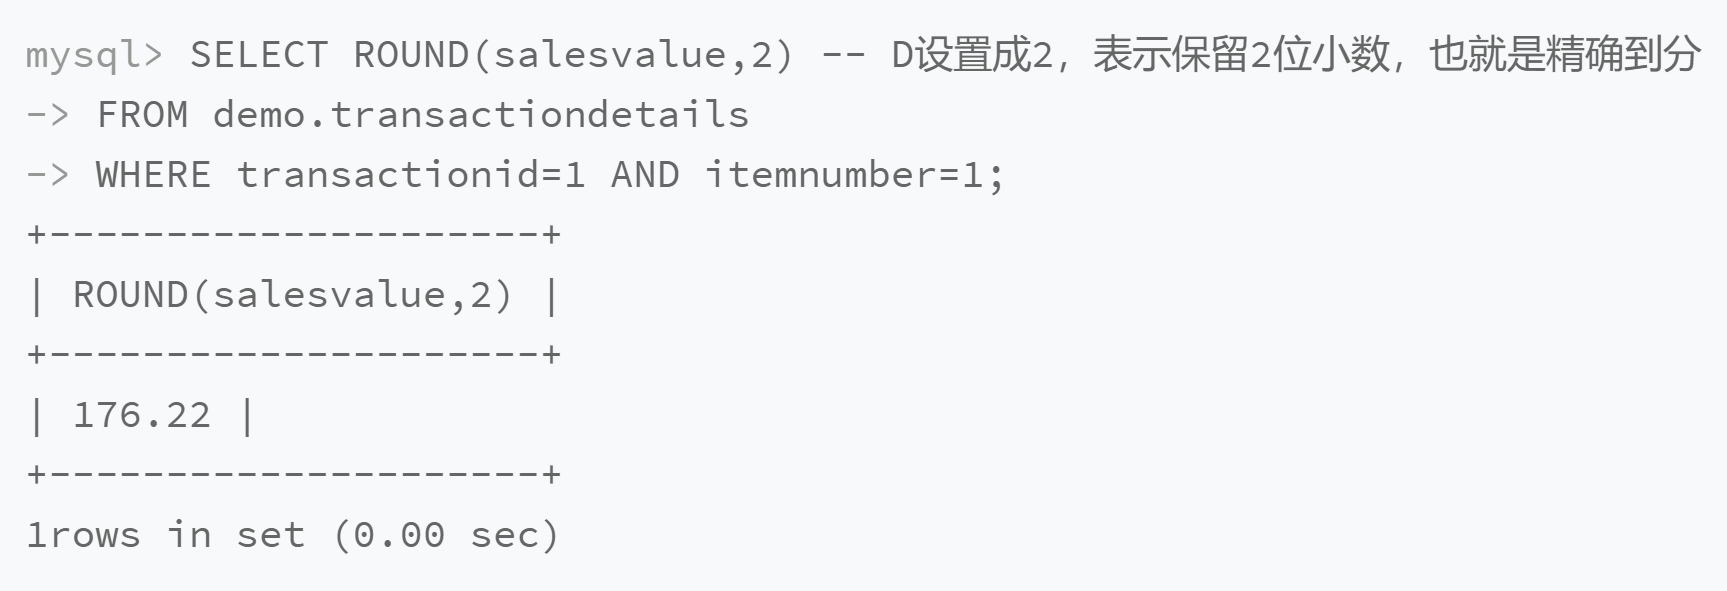 mysql> SELECT ROUND(salesvalue,2) -- D设置成2，表示保留2位小数，也就是精确到分
-> FROM demo.transactiondetails
-> WHERE transactionid=1 AND itemnumber=1;
+---------------------+
| ROUND(salesvalue,2) |
+---------------------+
| 176.22 |
+---------------------+
1rows in set (0.00 sec)